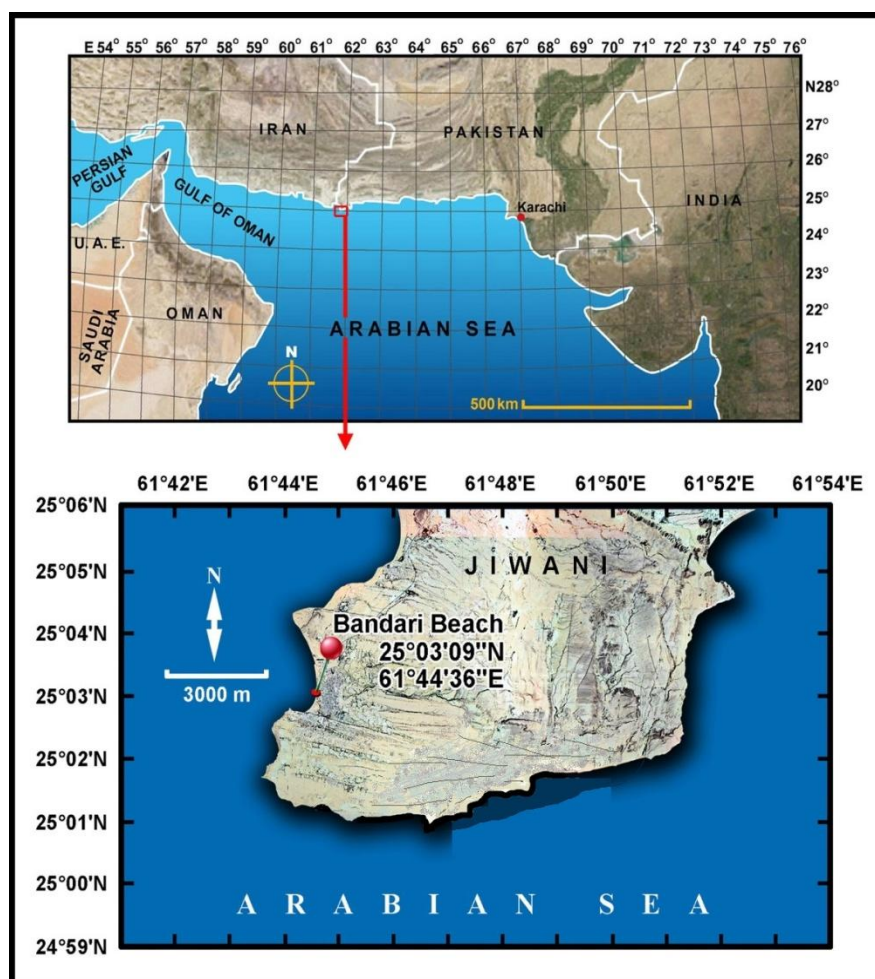 E 54° 55° 56° 57° 58° 59° 60° 61° 62° 63° 64° 65° 66° 67° 68° 69° 70° 71° 72° 73° 74° 75° 76°
N28°
IRAN
PAKISTAN
27°
PERSIAN
GULF
26°
GULF OF OMAN
Karachi
INDIA
25°
U.A.E.
24°
23°
OMAN
SAUDI
ARABIA
ARABIAN SEA
22°
N
21°
500 km
20°
61°42'E 61°44'E 61°46'E 61°48'E 61°50'E 61°52'E 61°54'E
25°06'N
JIWANI
25°05'N
N
25°04'N
Bandari Beach
25°03'09"N
61°44'36"E
3000 m
25°03'N
25°02'N
25°01'N
25°00'N
ARABIAN SEA
24°59'N